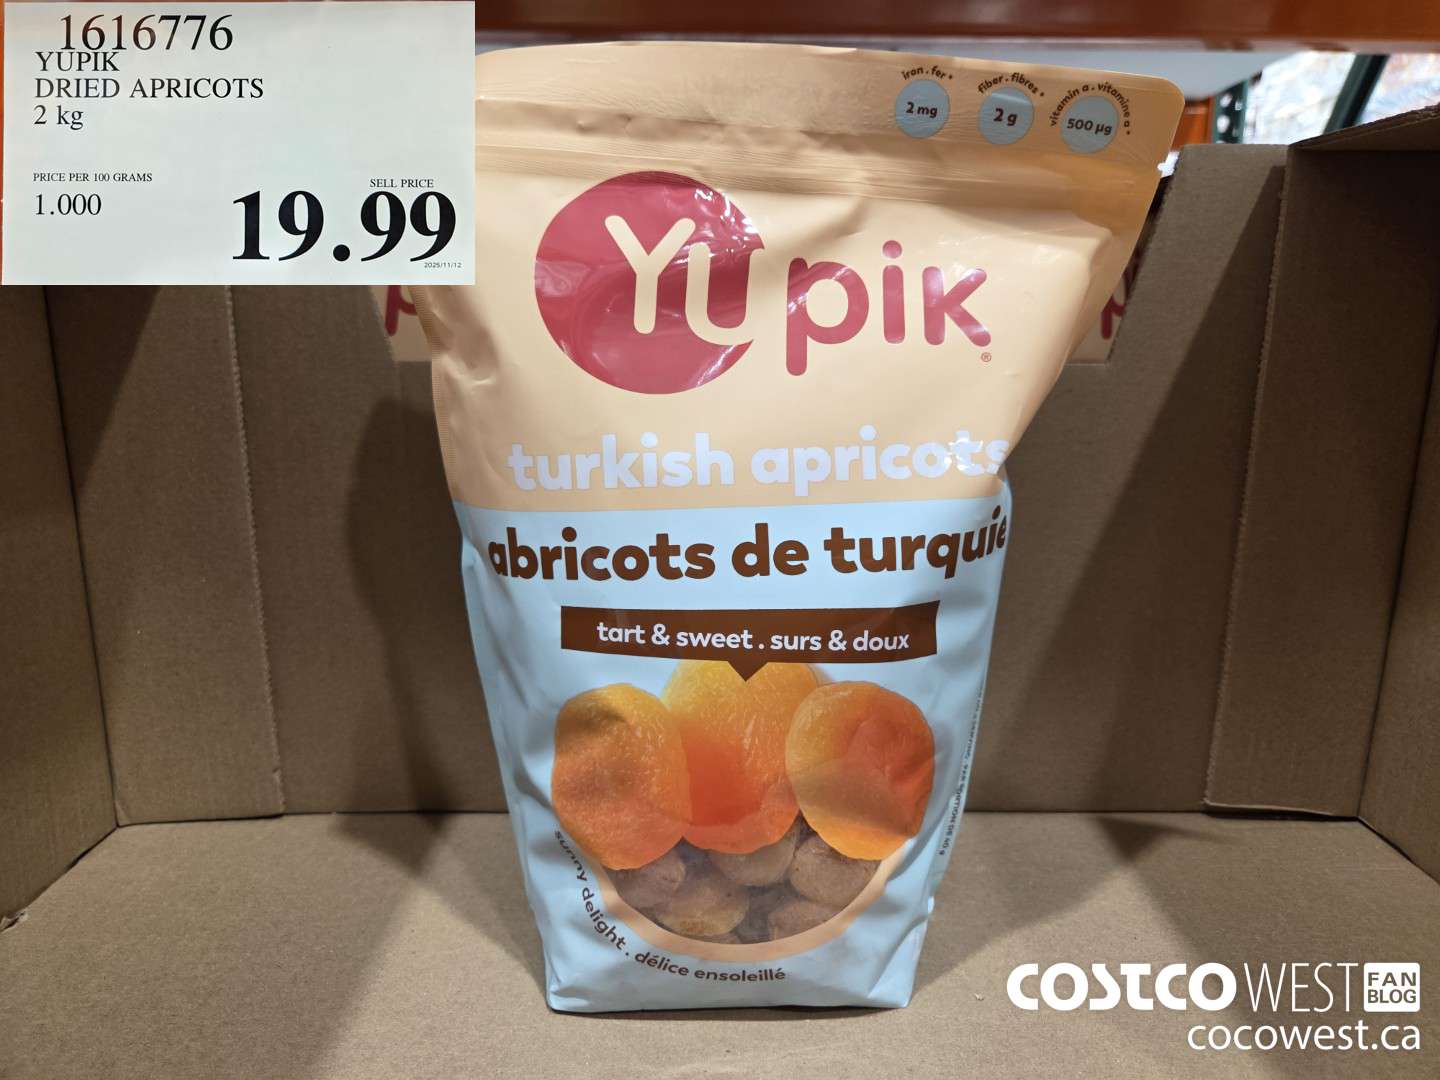 1616776
YUPIK
DRIED APRICOTS
2 kg
PRICE PER 100 GRAMS
1.000
SELL PRICE
19.99
2025/11/12
iron . fer
2 mg
fiber . fibres
2 g
vitamin a . vitamine a
500 µg
Yupik
®
turkish apricots
abricots de turquie
tart & sweet . surs & doux
sunny delight . délice ensoleillé
COSTCO WEST FAN BLOG
cocowest.ca